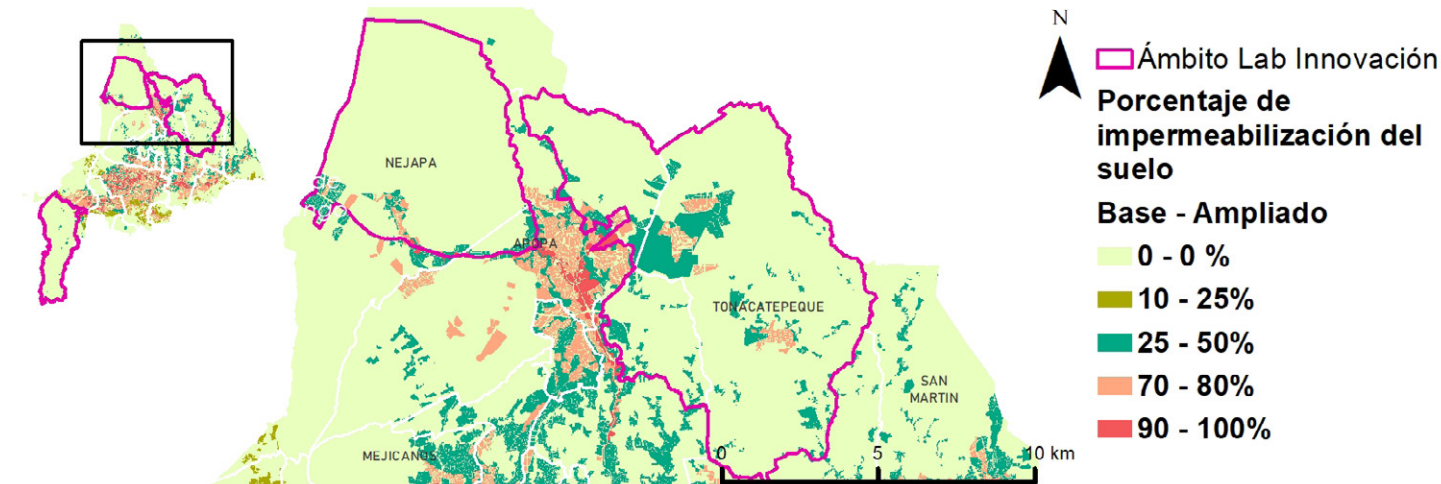 N
Ámbito Lab Innovación
Porcentaje de
impermeabilización del
suelo
Base - Ampliado
0 - 0 %
10 - 25%
25 - 50%
70 - 80%
90 - 100%
NEJAPA
APOPA
TONACATEPEQUE
SAN
MARTIN
MEJICANOS
0 5 10 km